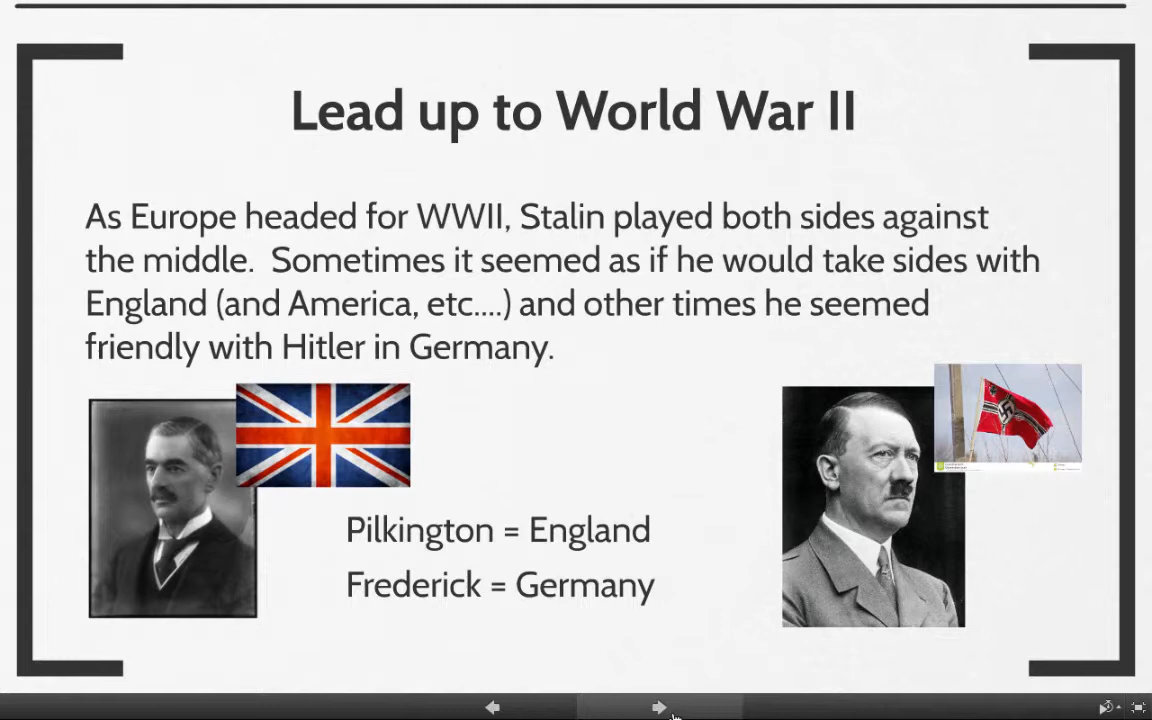 Lead up to World War II
As Europe headed for WWII, Stalin played both sides against
the middle.  Sometimes it seemed as if he would take sides with
England (and America, etc....) and other times he seemed
friendly with Hitler in Germany.
Pilkington = England
Frederick = Germany